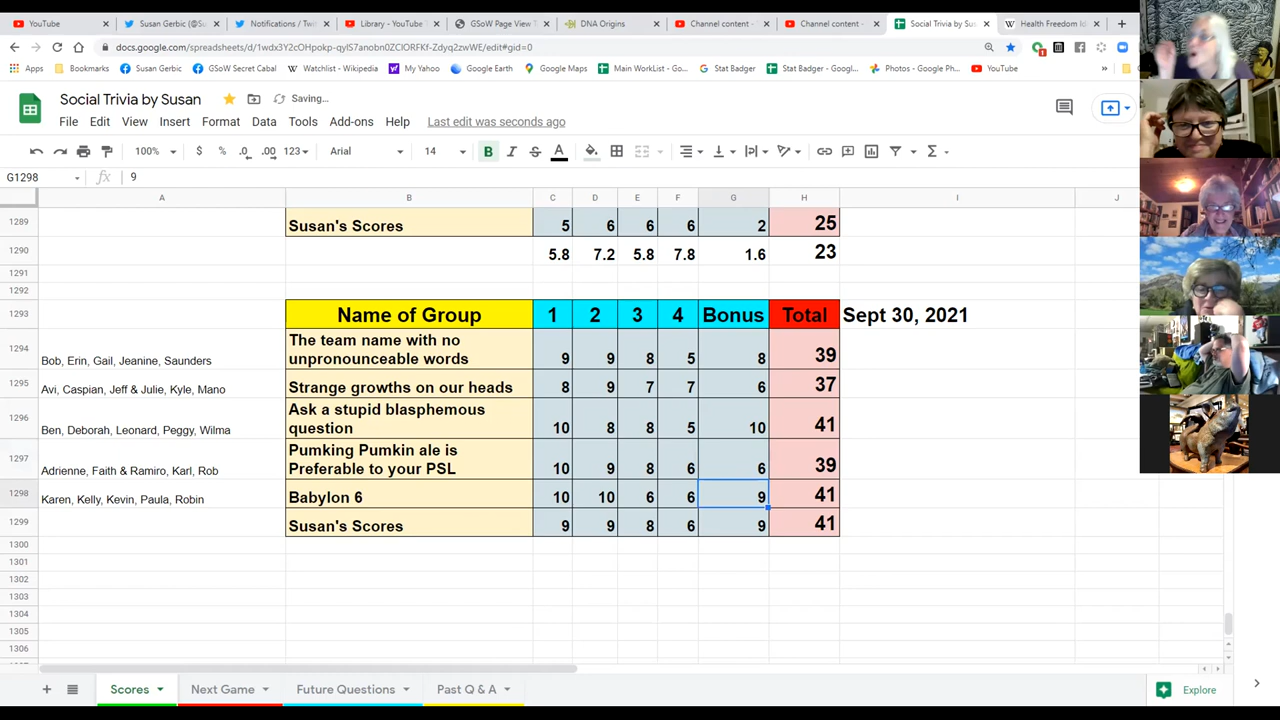 YouTube
Susan Gerbic (@Su
Notifications / Twi
Library - YouTube
GSoW Page View T
DNA Origins
Channel content -
Channel content -
Social Trivia by Sus
Health Freedom Id
docs.google.com/spreadsheets/d/1wdx3Y2cOHpokp-qyIS7anobn0ZCIORFKf-Zdyq2zwWE/edit#gid=0
Apps
Bookmarks
Susan Gerbic
GSoW Secret Cabal
Watchlist - Wikipedia
My Yahoo
Google Earth
Google Maps
Main WorkList - Go...
Stat Badger
Stat Badger - Googl...
Photos - Google Ph...
YouTube
Social Trivia by Susan
Saving...
File Edit View Insert Format Data Tools Add-ons Help Last edit was seconds ago
100% $ % .0 .00 123 Arial 14 B I S A
G1298 fx 9
A B C D E F G H I J
1289 Susan's Scores 5 6 6 6 2 25
1290 5.8 7.2 5.8 7.8 1.6 23
1291
1292
1293 Name of Group 1 2 3 4 Bonus Total Sept 30, 2021
The team name with no
1294 Bob, Erin, Gail, Jeanine, Saunders unpronounceable words 9 9 8 5 8 39
1295 Avi, Caspian, Jeff & Julie, Kyle, Mano Strange growths on our heads 8 9 7 7 6 37
Ask a stupid blasphemous
1296 Ben, Deborah, Leonard, Peggy, Wilma question 10 8 8 5 10 41
Pumking Pumkin ale is
1297 Adrienne, Faith & Ramiro, Karl, Rob Preferable to your PSL 10 9 8 6 6 39
1298 Karen, Kelly, Kevin, Paula, Robin Babylon 6 10 10 6 6 9 41
1299 Susan's Scores 9 9 8 6 9 41
1300
1301
1302
1303
1304
1305
1306
Scores Next Game Future Questions Past Q & A Explore